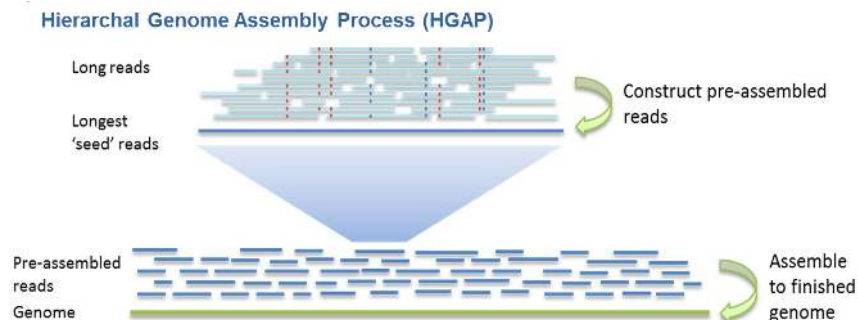 Hierarchal Genome Assembly Process (HGAP)
Long reads
Construct pre-assembled
reads
Longest
'seed' reads
Pre-assembled
reads
Assemble
to finished
genome
Genome